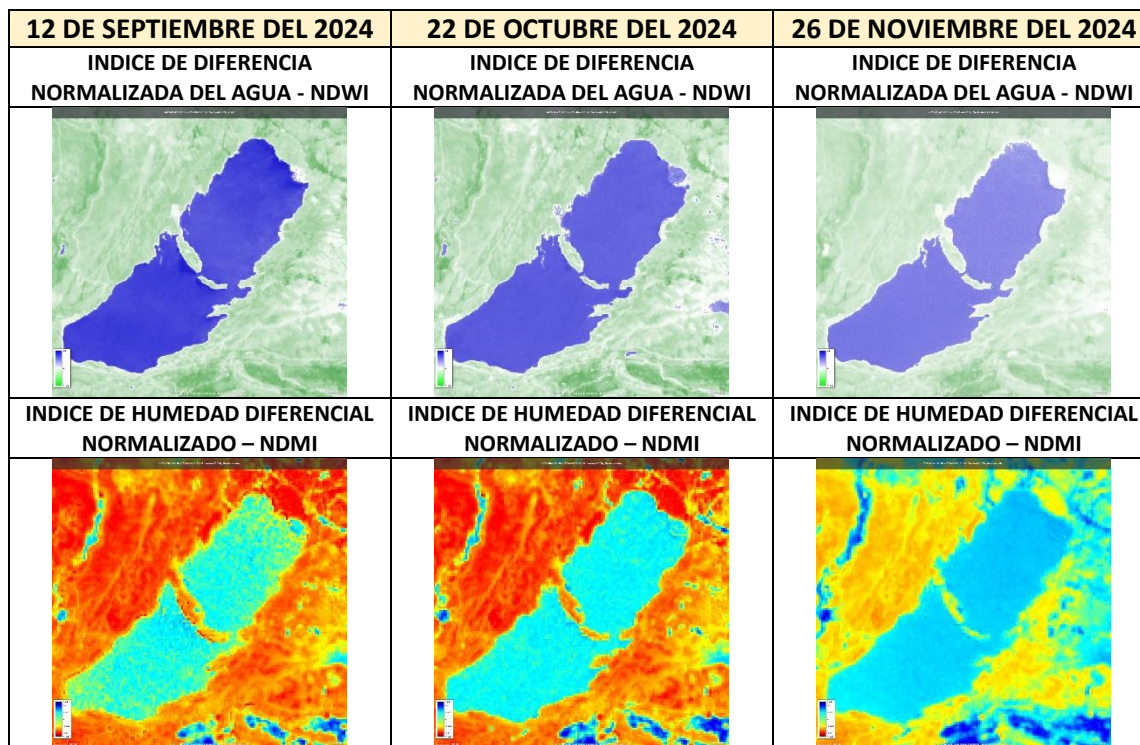 12 DE SEPTIEMBRE DEL 2024
22 DE OCTUBRE DEL 2024
26 DE NOVIEMBRE DEL 2024
INDICE DE DIFERENCIA
NORMALIZADA DEL AGUA - NDWI
INDICE DE DIFERENCIA
NORMALIZADA DEL AGUA - NDWI
INDICE DE DIFERENCIA
NORMALIZADA DEL AGUA - NDWI
INDICE DE HUMEDAD DIFERENCIAL
NORMALIZADO – NDMI
INDICE DE HUMEDAD DIFERENCIAL
NORMALIZADO – NDMI
INDICE DE HUMEDAD DIFERENCIAL
NORMALIZADO – NDMI